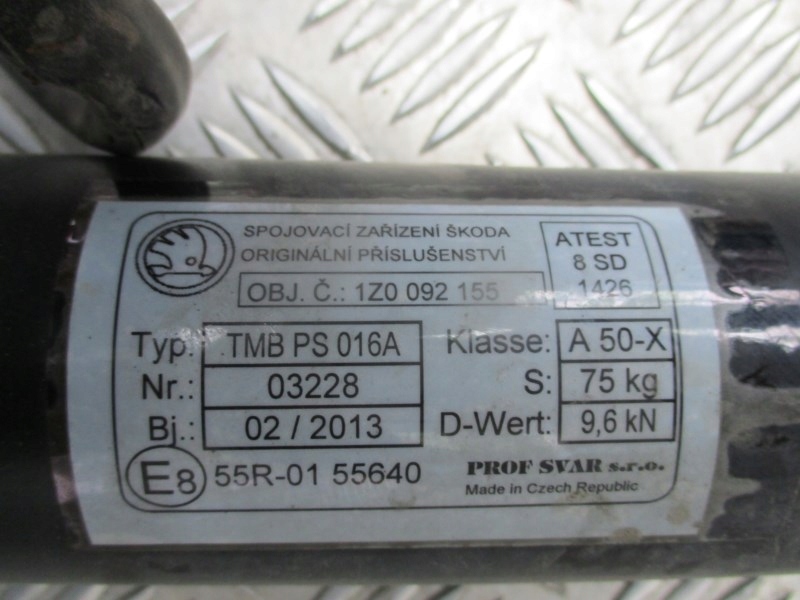 SPOJOVACÍ ZAŘÍZENÍ ŠKODA
ORIGINÁLNÍ PŘÍSLUŠENSTVÍ
OBJ. Č.: 1Z0 092 155
ATEST
8 SD
1426
Typ: TMB PS 016A
Klasse: A 50-X
Nr.: 03228
S: 75 kg
Bj.: 02 / 2013
D-Wert: 9,6 kN
E8 55R-01 55640
PROF SVAR s.r.o.
Made in Czech Republic